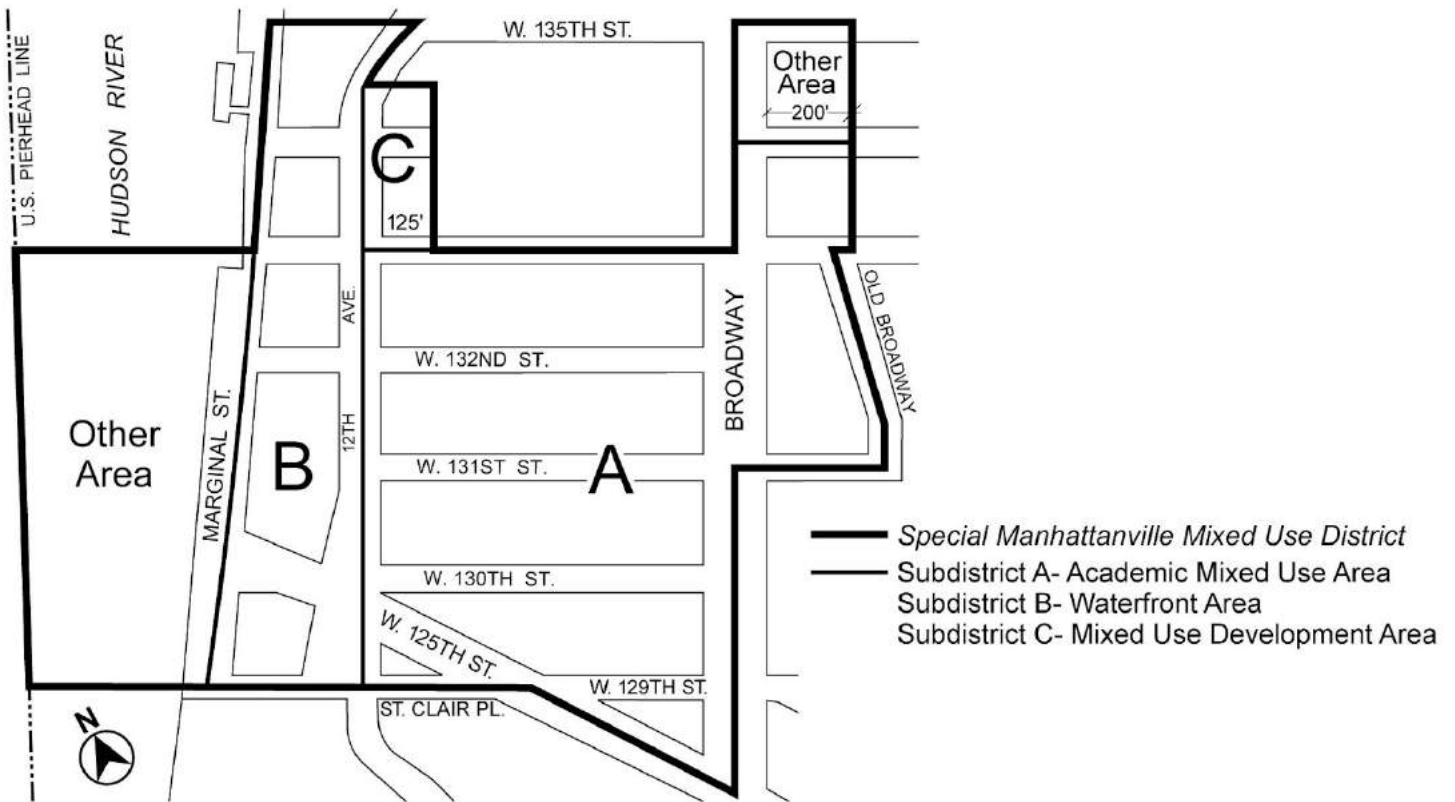 U.S. PIERHEAD LINE
HUDSON RIVER
W. 135TH ST.
Other
Area
200'
C
125'
Other
Area
MARGINAL ST.
B
12TH AVE.
W. 132ND ST.
W. 131ST ST.
A
BROADWAY
OLD BROADWAY
W. 130TH ST.
W. 125TH ST.
W. 129TH ST.
ST. CLAIR PL.
N
Special Manhattanville Mixed Use District
Subdistrict A- Academic Mixed Use Area
Subdistrict B- Waterfront Area
Subdistrict C- Mixed Use Development Area